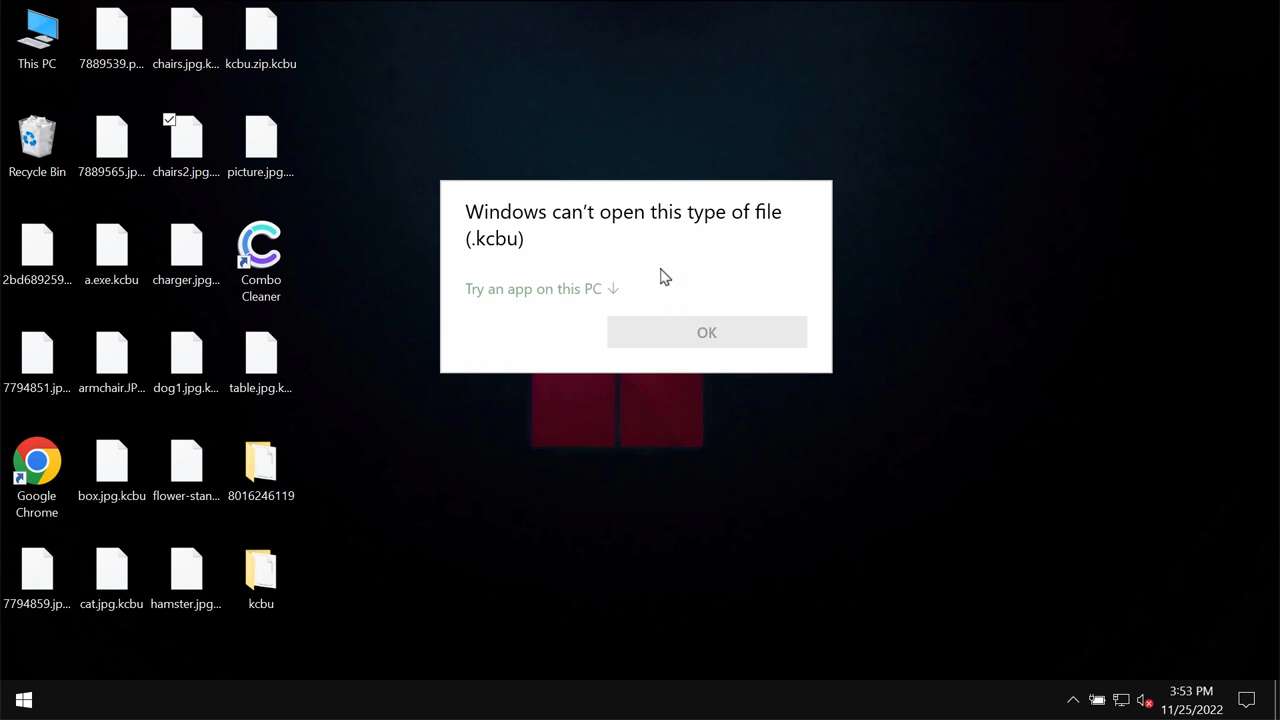 This PC
7889539.p...
chairs.jpg.k...
kcbu.zip.kcbu
Recycle Bin
7889565.jp...
chairs2.jpg....
picture.jpg....
2bd689259...
a.exe.kcbu
charger.jpg...
Combo
Cleaner
7794851.jp...
armchair.JP...
dog1.jpg.k...
table.jpg.k...
Google
Chrome
box.jpg.kcbu
flower-stan...
8016246119
7794859.jp...
cat.jpg.kcbu
hamster.jpg...
kcbu
Windows can't open this type of file
(.kcbu)
Try an app on this PC
OK
3:53 PM
11/25/2022